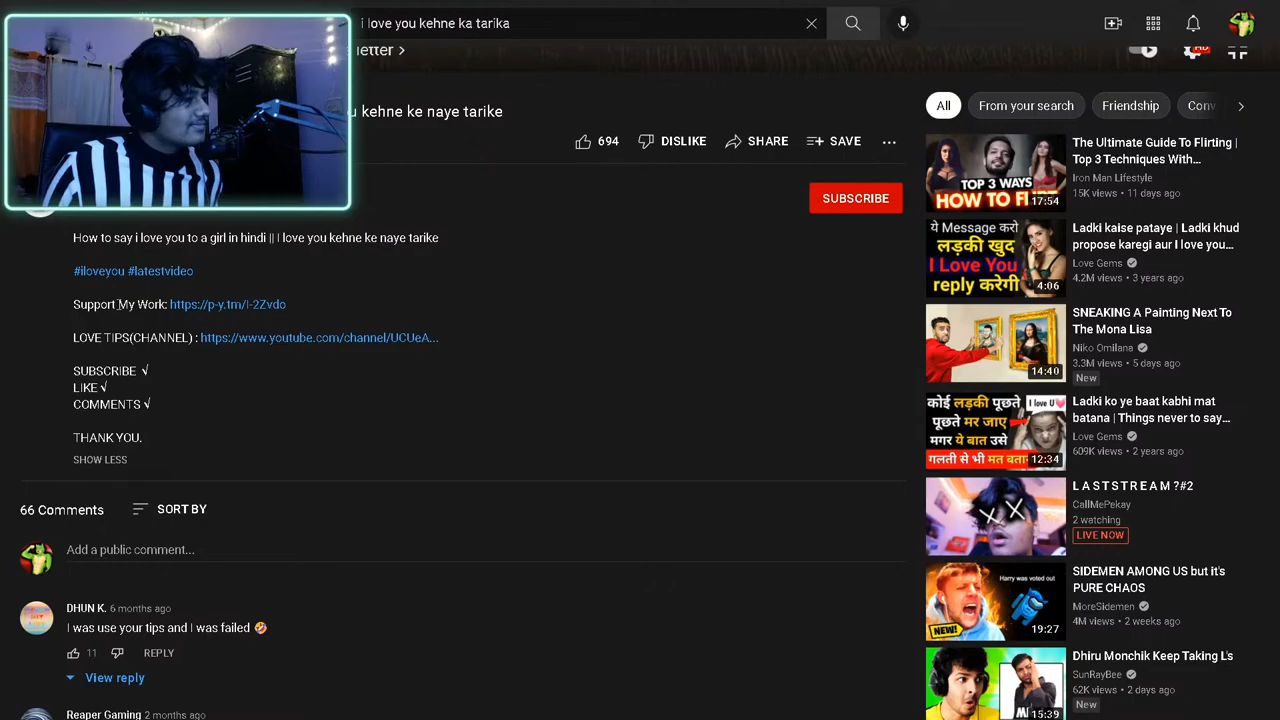 i love you kehne ka tarika
u kehne ke naye tarike
694
DISLIKE
SHARE
SAVE
SUBSCRIBE
How to say i love you to a girl in hindi || I love you kehne ke naye tarike
#iloveyou #latestvideo
Support My Work: https://p-y.tm/I-2Zvdo
LOVE TIPS(CHANNEL) : https://www.youtube.com/channel/UCUeA...
SUBSCRIBE √
LIKE √
COMMENTS √
THANK YOU.
SHOW LESS
66 Comments
SORT BY
Add a public comment...
DHUN K. 6 months ago
I was use your tips and I was failed 🤣
11
REPLY
View reply
Reaper Gaming 2 months ago
All
From your search
Friendship
Conv
TOP 3 WAYS
HOW TO FLIRT
17:54
The Ultimate Guide To Flirting |
Top 3 Techniques With...
Iron Man Lifestyle
15K views • 11 days ago
ये Message करो
लड़की खुद
I Love You
reply करेगी
4:06
Ladki kaise pataye | Ladki khud
propose karegi aur I love you...
Love Gems
4.2M views • 3 years ago
14:40
SNEAKING A Painting Next To
The Mona Lisa
Niko Omilana
3.3M views • 5 days ago
New
कोई लड़की पूछते
पूछते मर जाए
मगर ये बात उसे
गलती से भी मत बता
I love U
12:34
Ladki ko ye baat kabhi mat
batana | Things never to say...
Love Gems
609K views • 2 years ago
L A S T S T R E A M ?#2
CallMePekay
2 watching
LIVE NOW
Harry was voted out
NEW!
19:27
SIDEMEN AMONG US but it's
PURE CHAOS
MoreSidemen
4M views • 2 weeks ago
15:39
Dhiru Monchik Keep Taking L's
SunRayBee
62K views • 2 days ago
New